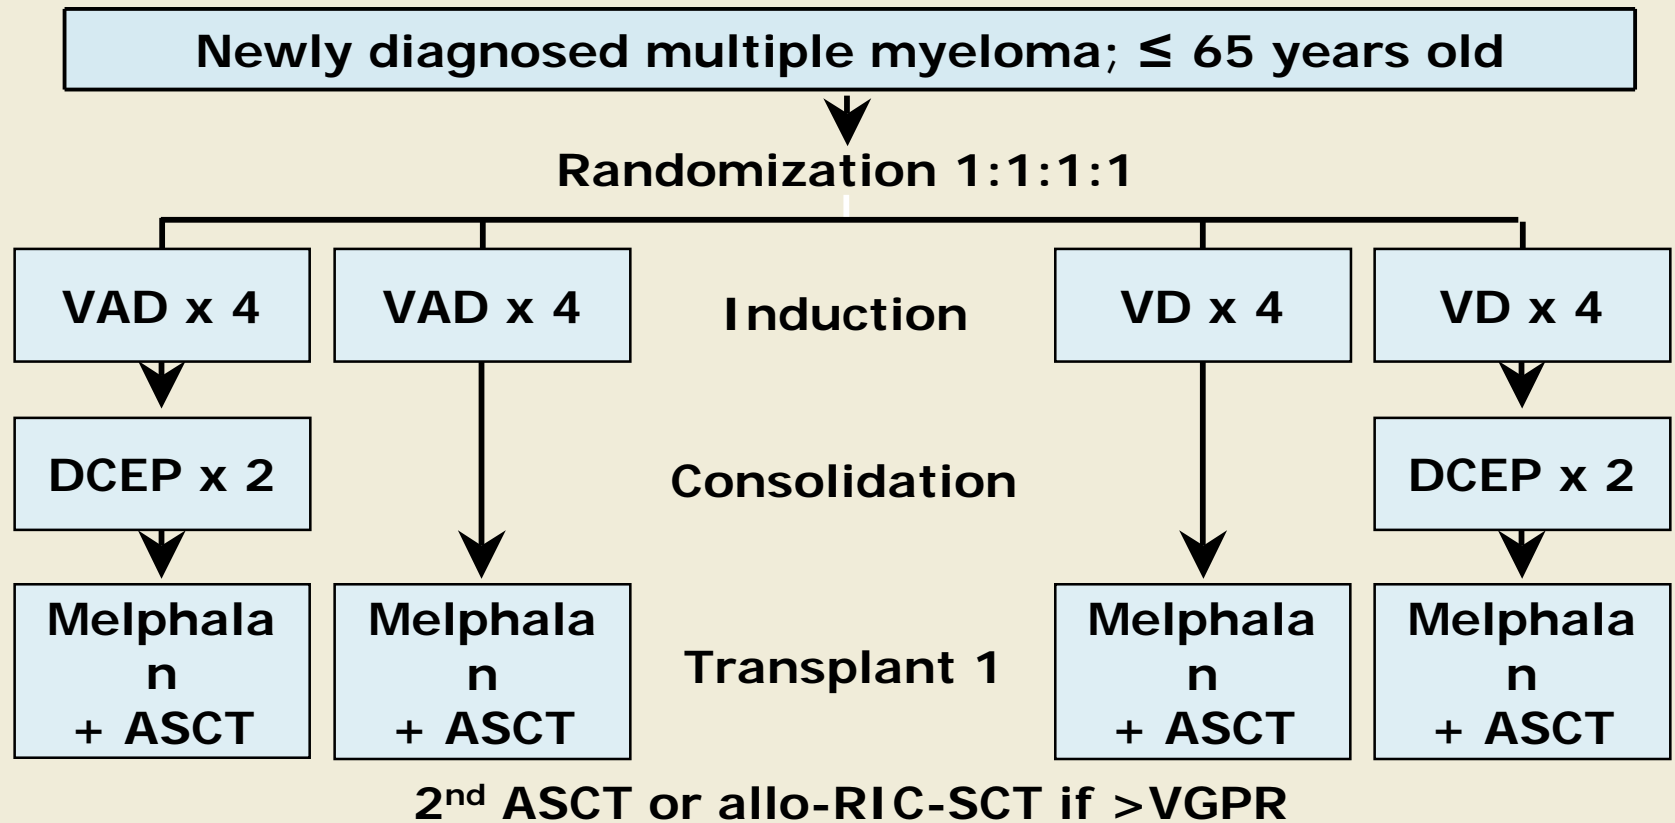 Newly diagnosed multiple myeloma; ≤ 65 years old
Randomization 1:1:1:1
VAD x 4
VAD x 4
Induction
VD x 4
VD x 4
DCEP x 2
Consolidation
DCEP x 2
Melphala
n
+ ASCT
Melphala
n
+ ASCT
Transplant 1
Melphala
n
+ ASCT
Melphala
n
+ ASCT
2nd ASCT or allo-RIC-SCT if >VGPR